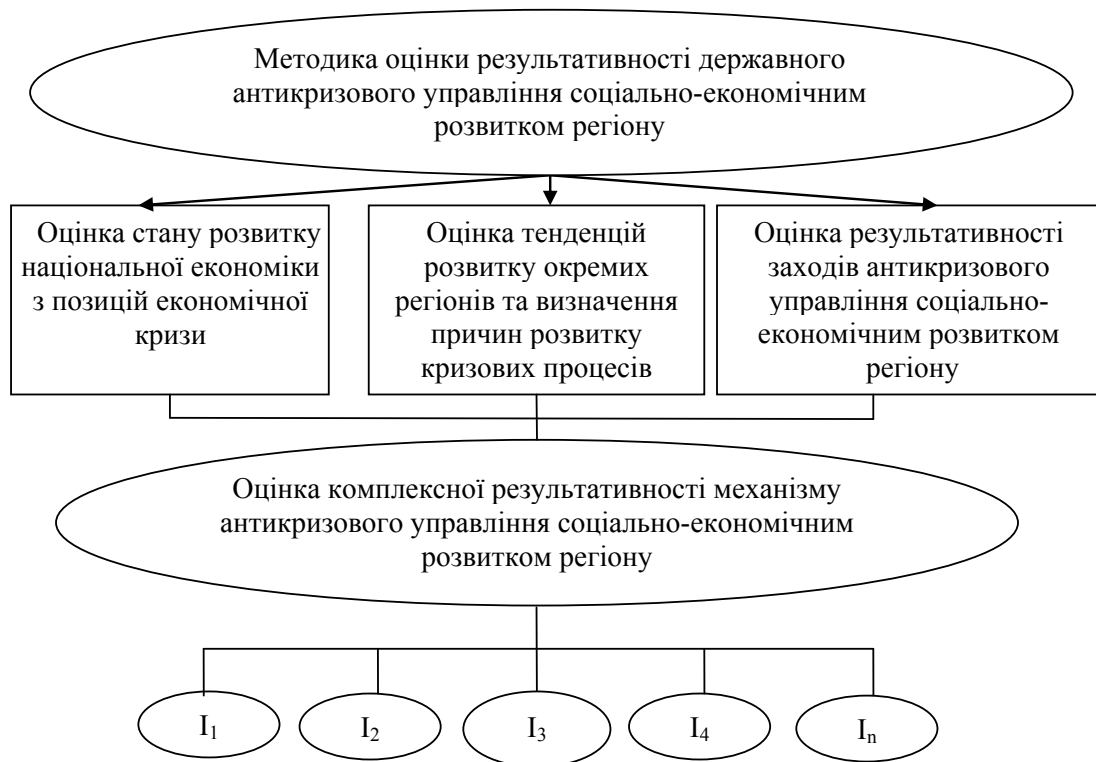 Методика оцінки результативності державного
антикризового управління соціально-економічним
розвитком регіону
Оцінка стану розвитку
національної економіки
з позицій економічної
кризи
Оцінка тенденцій
розвитку окремих
регіонів та визначення
причин розвитку
кризових процесів
Оцінка результативності
заходів антикризового
управління соціально-
економічним розвитком
регіону
Оцінка комплексної результативності механізму
антикризового управління соціально-економічним
розвитком регіону
I₁ I₂ I₃ I₄ Iₙ